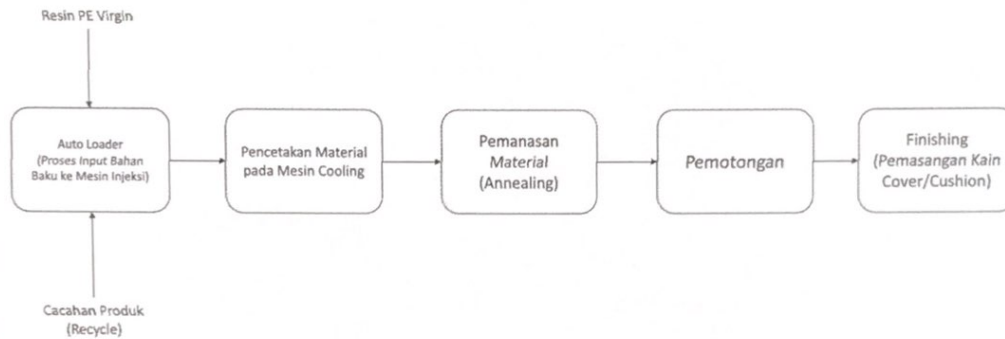 Resin PE Virgin
Auto Loader
(Proses Input Bahan
Baku ke Mesin Injeksi)
Pencetakan Material
pada Mesin Cooling
Pemanasan
Material
(Annealing)
Pemotongan
Finishing
(Pemasangan Kain
Cover/Cushion)
Cacahan Produk
(Recycle)